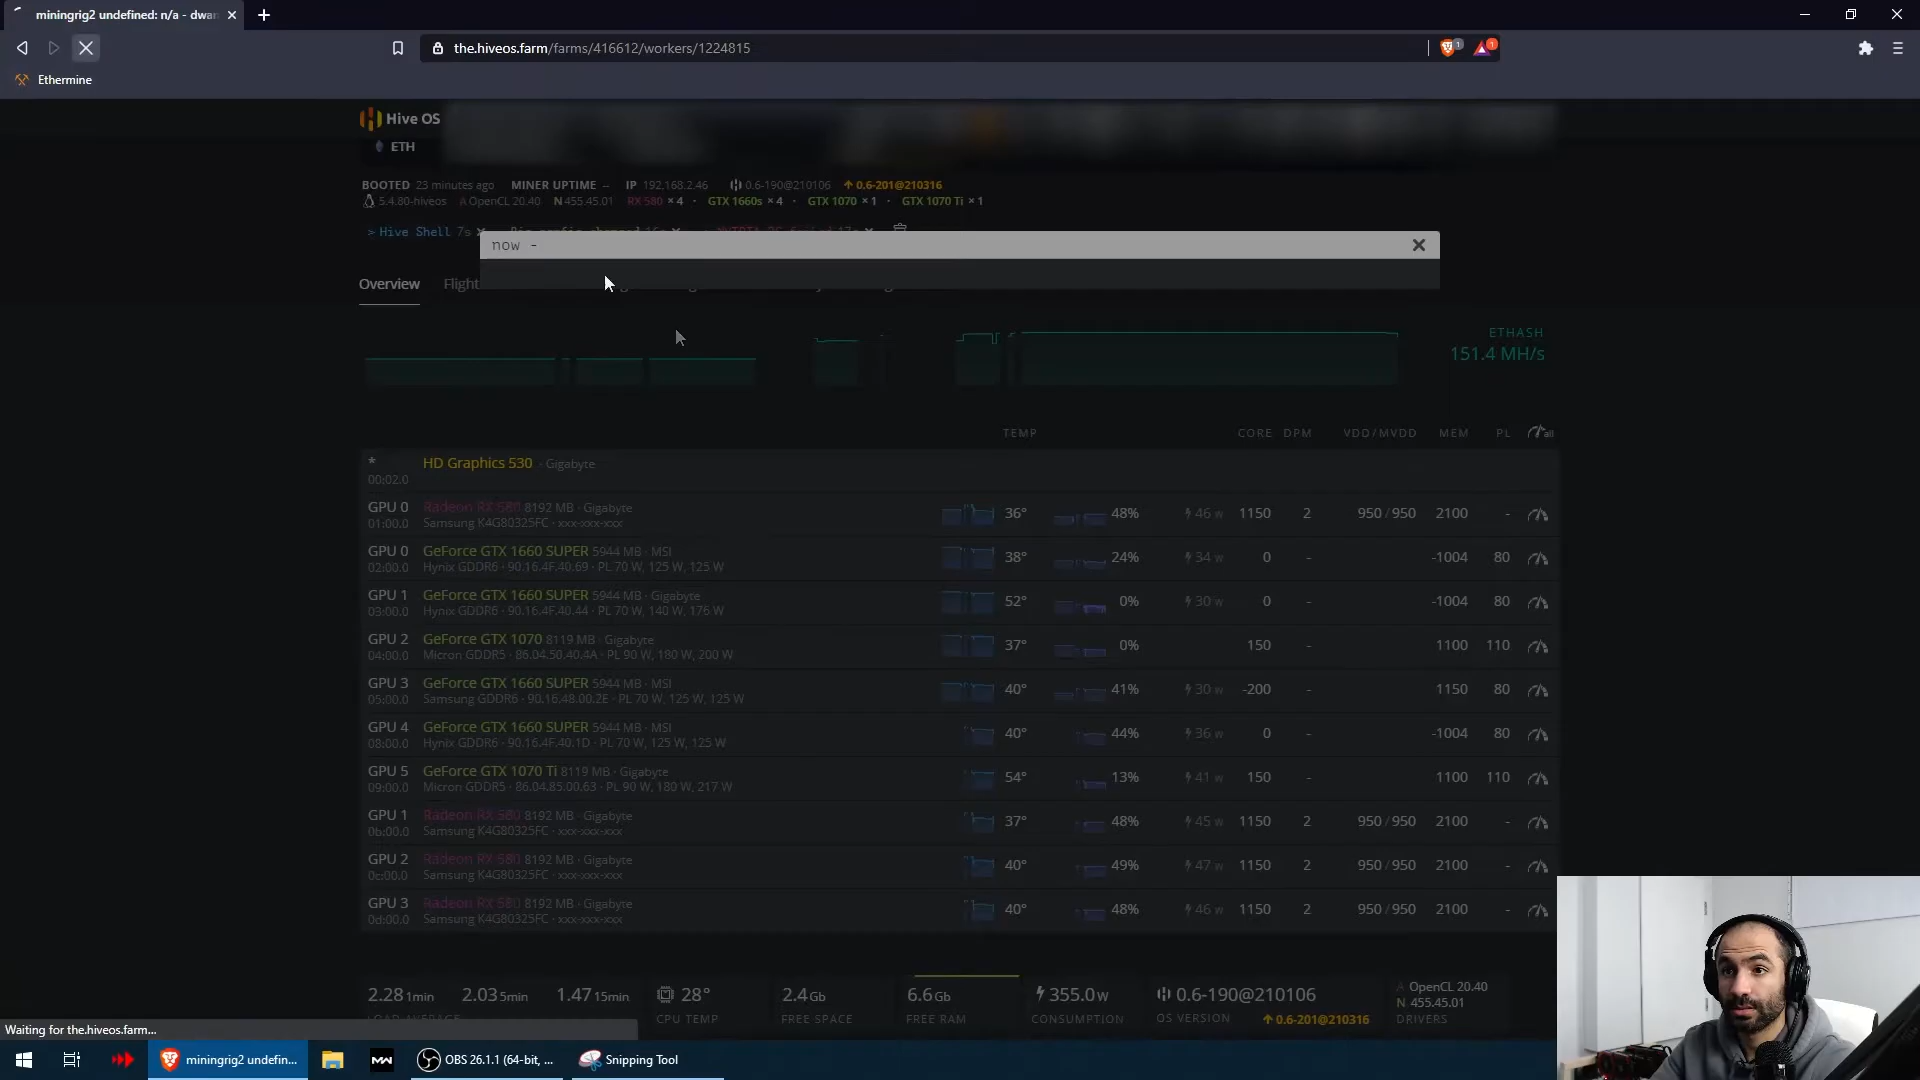 miningrig2 undefined: n/a - dwan
the.hiveos.farm/farms/416612/workers/1224815
1
1
Ethermine
Hive OS
ETH
BOOTED 23 minutes ago MINER UPTIME – IP 192.168.2.46 0.6-190@210106 0.6-201@210316
5.4.80-hiveos A OpenCL 20.40 N 455.45.01 RX 580 × 4 · GTX 1660s × 4 · GTX 1070 × 1 · GTX 1070 Ti × 1
> Hive Shell 7s
now -
Overview Flight
ETHASH
151.4 MH/s
TEMP CORE DPM VDD/MVDD MEM PL all
* HD Graphics 530 · Gigabyte
00:02.0
GPU 0 Radeon RX 580 8192 MB · Gigabyte 36° 48% 46 w 1150 2 950 / 950 2100 -
01:00.0 Samsung K4G80325FC · xxx-xxx-xxx
GPU 0 GeForce GTX 1660 SUPER 5944 MB · MSI 38° 24% 34 w 0 - -1004 80
02:00.0 Hynix GDDR6 · 90.16.4F.40.69 · PL 70 W, 125 W, 125 W
GPU 1 GeForce GTX 1660 SUPER 5944 MB · Gigabyte 52° 0% 30 w 0 - -1004 80
03:00.0 Hynix GDDR6 · 90.16.4F.40.44 · PL 70 W, 140 W, 176 W
GPU 2 GeForce GTX 1070 8119 MB · Gigabyte 37° 0% 150 - 1100 110
04:00.0 Micron GDDR5 · 86.04.50.40.4A · PL 90 W, 180 W, 200 W
GPU 3 GeForce GTX 1660 SUPER 5944 MB · MSI 40° 41% 30 w -200 - 1150 80
05:00.0 Samsung GDDR6 · 90.16.48.00.2E · PL 70 W, 125 W, 125 W
GPU 4 GeForce GTX 1660 SUPER 5944 MB · MSI 40° 44% 36 w 0 - -1004 80
08:00.0 Hynix GDDR6 · 90.16.4F.40.1D · PL 70 W, 125 W, 125 W
GPU 5 GeForce GTX 1070 Ti 8119 MB · Gigabyte 54° 13% 41 w 150 - 1100 110
09:00.0 Micron GDDR5 · 86.04.85.00.63 · PL 90 W, 180 W, 217 W
GPU 1 Radeon RX 580 8192 MB · Gigabyte 37° 48% 45 w 1150 2 950 / 950 2100 -
0b:00.0 Samsung K4G80325FC · xxx-xxx-xxx
GPU 2 Radeon RX 580 8192 MB · Gigabyte 40° 49% 47 w 1150 2 950 / 950 2100 -
0c:00.0 Samsung K4G80325FC · xxx-xxx-xxx
GPU 3 Radeon RX 580 8192 MB · Gigabyte 40° 48% 46 w 1150 2 950 / 950 2100 -
0d:00.0 Samsung K4G80325FC · xxx-xxx-xxx
2.28 1min 2.03 5min 1.47 15min 28° 2.4 Gb 6.6 Gb 355.0 w 0.6-190@210106 A OpenCL 20.40
N 455.45.01
LOAD AVERAGE CPU TEMP FREE SPACE FREE RAM CONSUMPTION OS VERSION 0.6-201@210316 DRIVERS
Waiting for the.hiveos.farm...
miningrig2 undefin... MW OBS 26.1.1 (64-bit, ... Snipping Tool